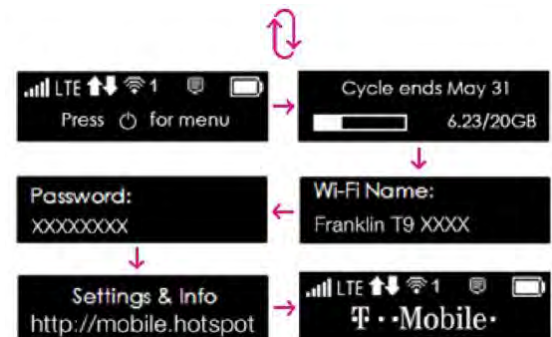 LTE 1
Press for menu
Cycle ends May 31
6.23/20GB
Wi-Fi Name:
Franklin T9 XXXX
Password:
XXXXXXXX
Settings & Info
http://mobile.hotspot
LTE 1
T··Mobile·